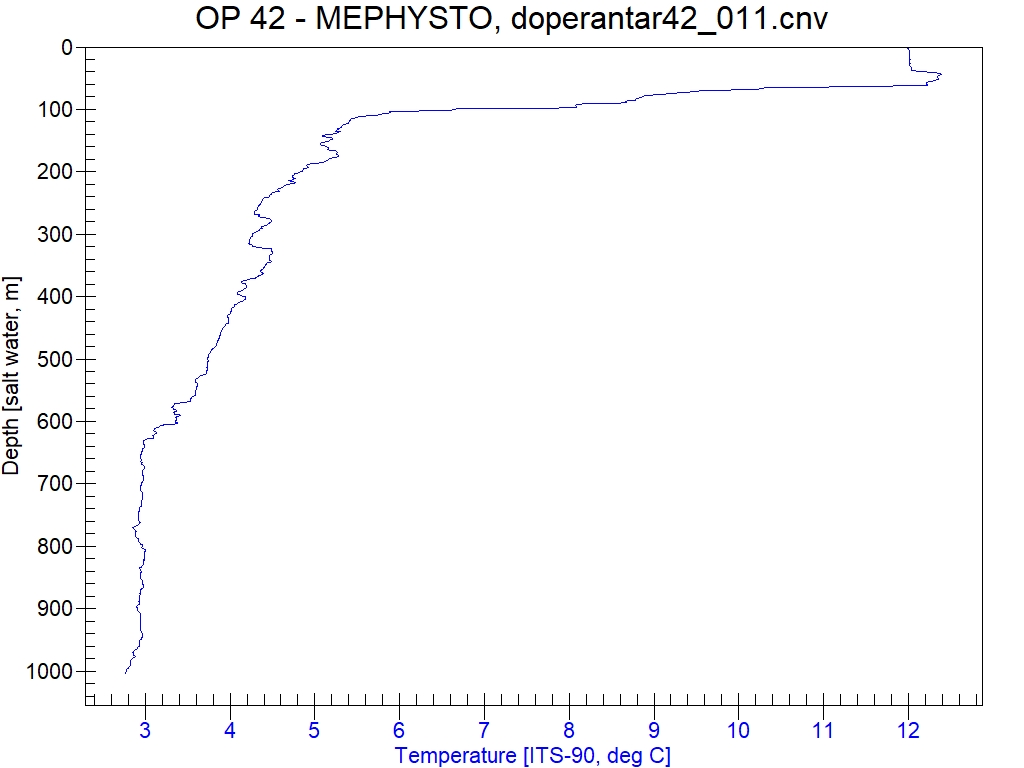 OP 42 - MEPHYSTO, doperantar42_011.cnv
0
100
200
300
400
500
600
700
800
900
1000
Depth [salt water, m]
3 4 5 6 7 8 9 10 11 12
Temperature [ITS-90, deg C]